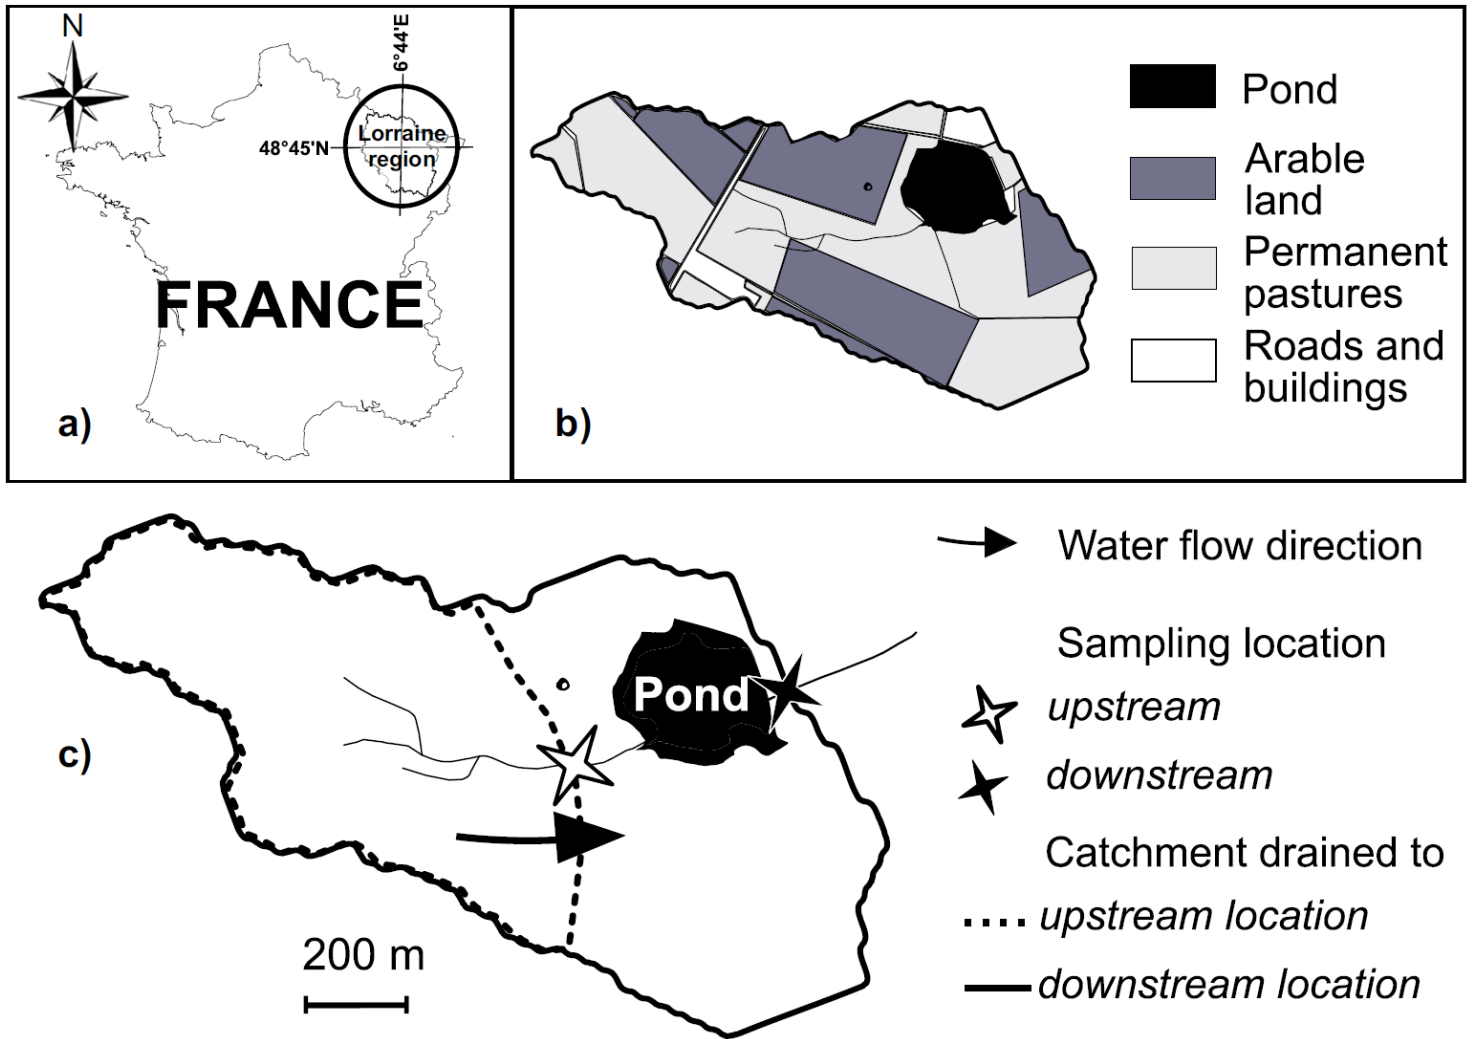 N
6°44'E
48°45'N
Lorraine
region
FRANCE
a)
b)
Pond
Arable
land
Permanent
pastures
Roads and
buildings
c)
Pond
200 m
Water flow direction
Sampling location
upstream
downstream
Catchment drained to
upstream location
downstream location